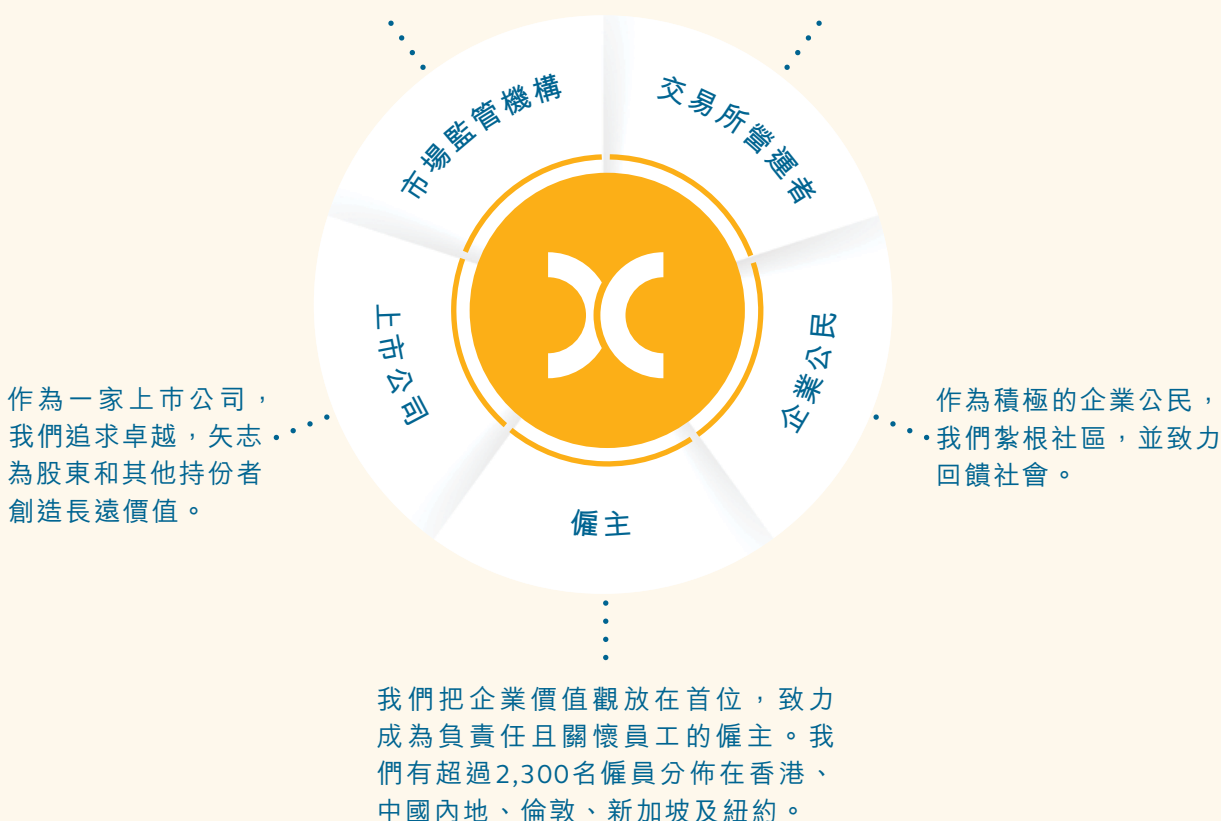 市場監管機構
交易所營運者
上市公司
企業公民
僱主
作為一家上市公司，
我們追求卓越，矢志
為股東和其他持份者
創造長遠價值。
作為積極的企業公民，
我們紮根社區，並致力
回饋社會。
我們把企業價值觀放在首位，致力
成為負責任且關懷員工的僱主。我
們有超過2,300名僱員分佈在香港、
中國內地、倫敦、新加坡及紐約。